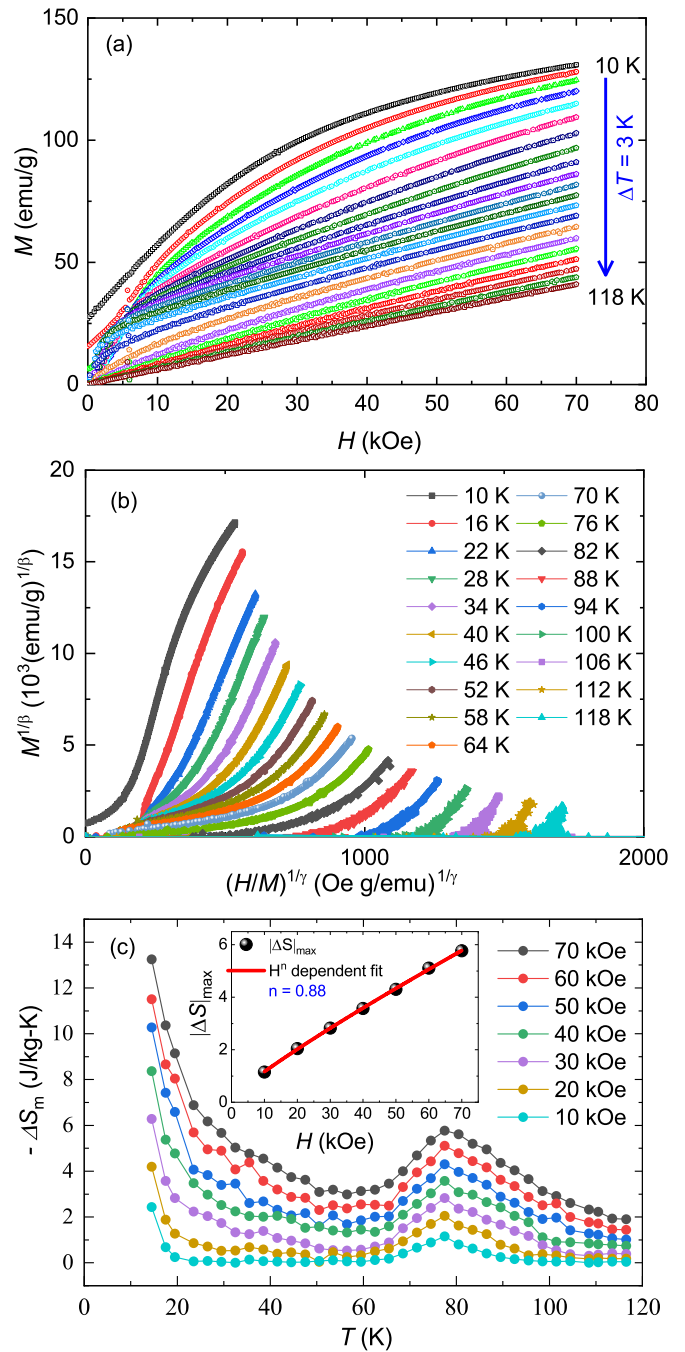 (a)
150
100
50
0
M (emu/g)
10 K
ΔT = 3 K
118 K
0 10 20 30 40 50 60 70 80
H (kOe)
(b)
20
15
10
5
0
M^{1/β} (10^3(emu/g)^{1/β})
10 K 70 K
16 K 76 K
22 K 82 K
28 K 88 K
34 K 94 K
40 K 100 K
46 K 106 K
52 K 112 K
58 K 118 K
64 K
0 1000 2000
(H/M)^{1/γ} (Oe g/emu)^{1/γ}
(c)
14
12
10
8
6
4
2
0
- ΔS_m (J/kg-K)
6
4
2
0
|ΔS|_max
|ΔS|_max
H^n dependent fit
n = 0.88
0 10 20 30 40 50 60 70
H (kOe)
70 kOe
60 kOe
50 kOe
40 kOe
30 kOe
20 kOe
10 kOe
0 20 40 60 80 100 120
T (K)